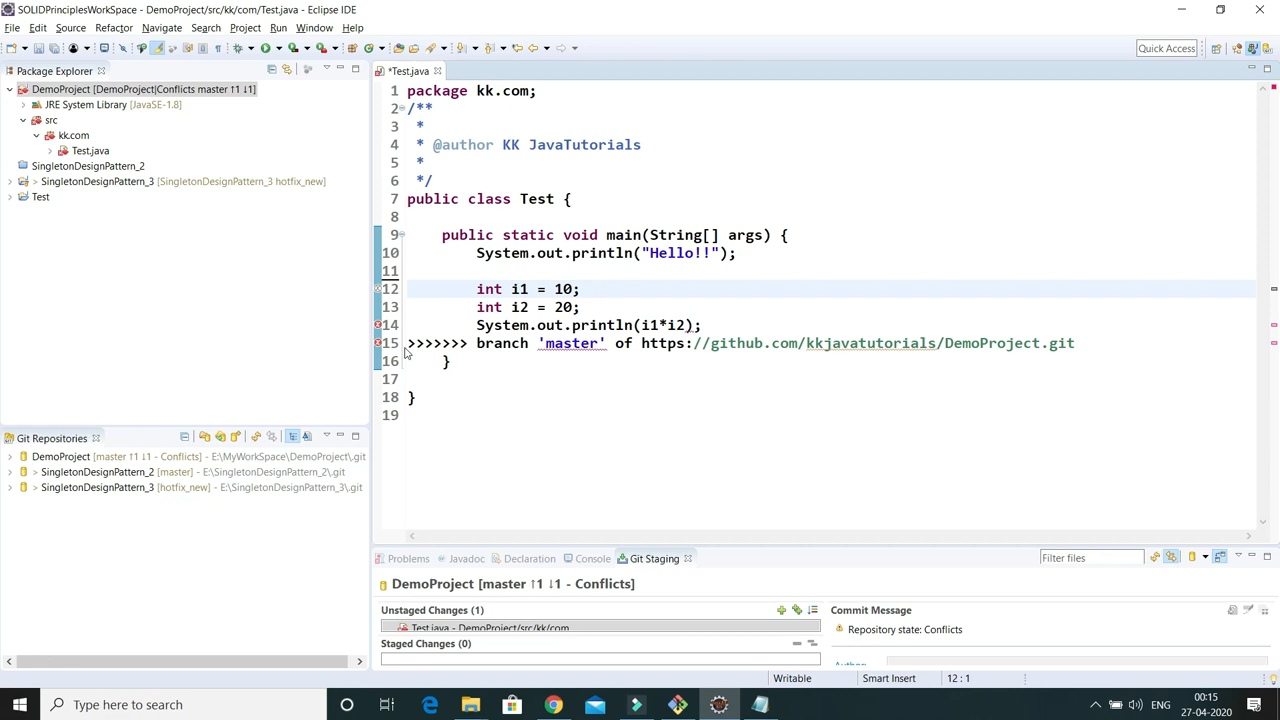 SOLIDPrinciplesWorkSpace - DemoProject/src/kk/com/Test.java - Eclipse IDE
File Edit Source Refactor Navigate Search Project Run Window Help
Quick Access
Package Explorer
DemoProject [DemoProject|Conflicts master ↑1 ↓1]
JRE System Library [JavaSE-1.8]
src
kk.com
Test.java
SingletonDesignPattern_2
> SingletonDesignPattern_3 [SingletonDesignPattern_3 hotfix_new]
Test
*Test.java
1 package kk.com;
2 /**
3 *
4 * @author KK JavaTutorials
5 *
6 */
7 public class Test {
8
9 public static void main(String[] args) {
10 System.out.println("Hello!!");
11
12 int i1 = 10;
13 int i2 = 20;
14 System.out.println(i1*i2);
15 >>>>>>> branch 'master' of https://github.com/kkjavatutorials/DemoProject.git
16 }
17
18 }
19
Git Repositories
DemoProject [master ↑1 ↓1 - Conflicts] - E:\MyWorkSpace\DemoProject\.git
> SingletonDesignPattern_2 [master] - E:\SingletonDesignPattern_2\.git
> SingletonDesignPattern_3 [hotfix_new] - E:\SingletonDesignPattern_3\.git
Problems Javadoc Declaration Console Git Staging
Filter files
DemoProject [master ↑1 ↓1 - Conflicts]
Unstaged Changes (1)
Test.java - DemoProject/src/kk/com
Staged Changes (0)
Commit Message
Repository state: Conflicts
Author:
Writable Smart Insert 12 : 1
Type here to search
ENG
00:15
27-04-2020